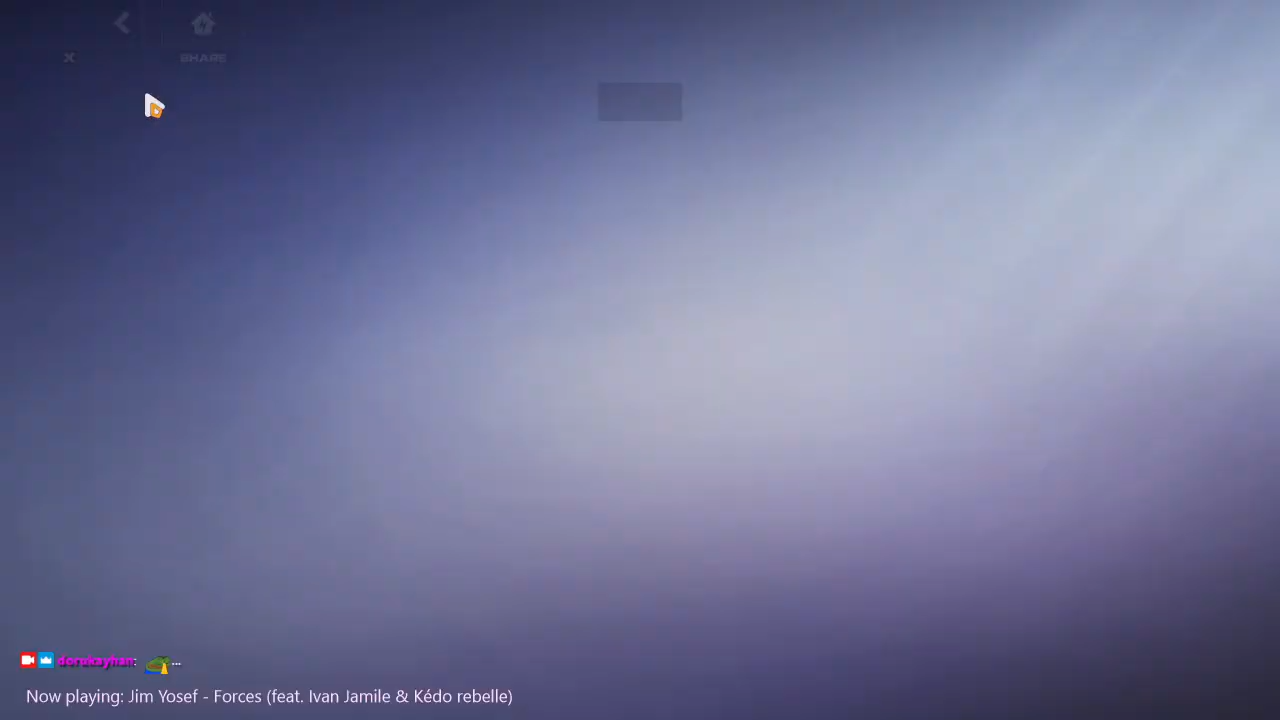 SHARE
dorukayhan: ...
Now playing: Jim Yosef - Forces (feat. Ivan Jamile & Kédo rebelle)